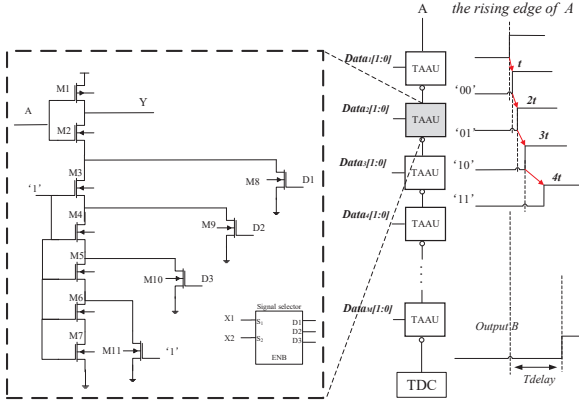 A
the rising edge of A
M1
A
Y
M2
M3
'1'
M8
D1
M4
M9
D2
M5
M10
D3
M6
M7
M11
'1'
Signal selector
X1
S1
D1
X2
S2
D2
D3
ENB
Data1[1:0]
TAAU
Data2[1:0]
TAAU
Data3[1:0]
TAAU
Data4[1:0]
TAAU
DataM[1:0]
TAAU
TDC
t
'00'
2t
'01'
3t
'10'
4t
'11'
Output B
Tdelay